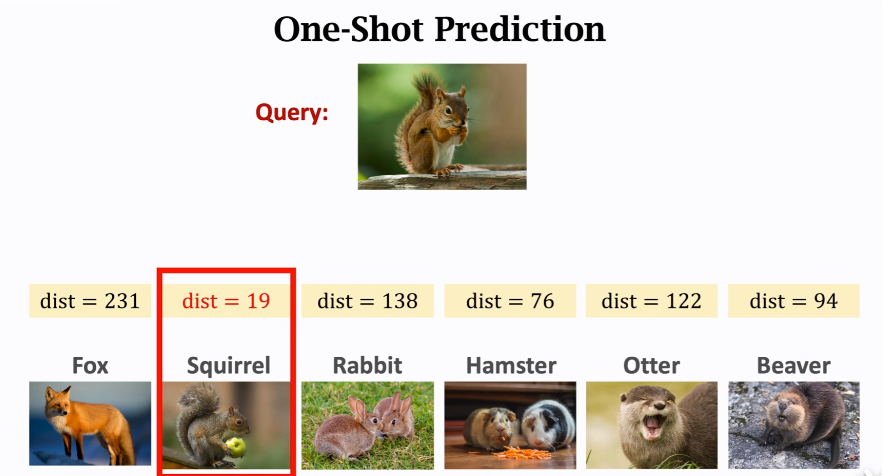 One-Shot Prediction
Query:
dist = 231 dist = 19 dist = 138 dist = 76 dist = 122 dist = 94
Fox Squirrel Rabbit Hamster Otter Beaver